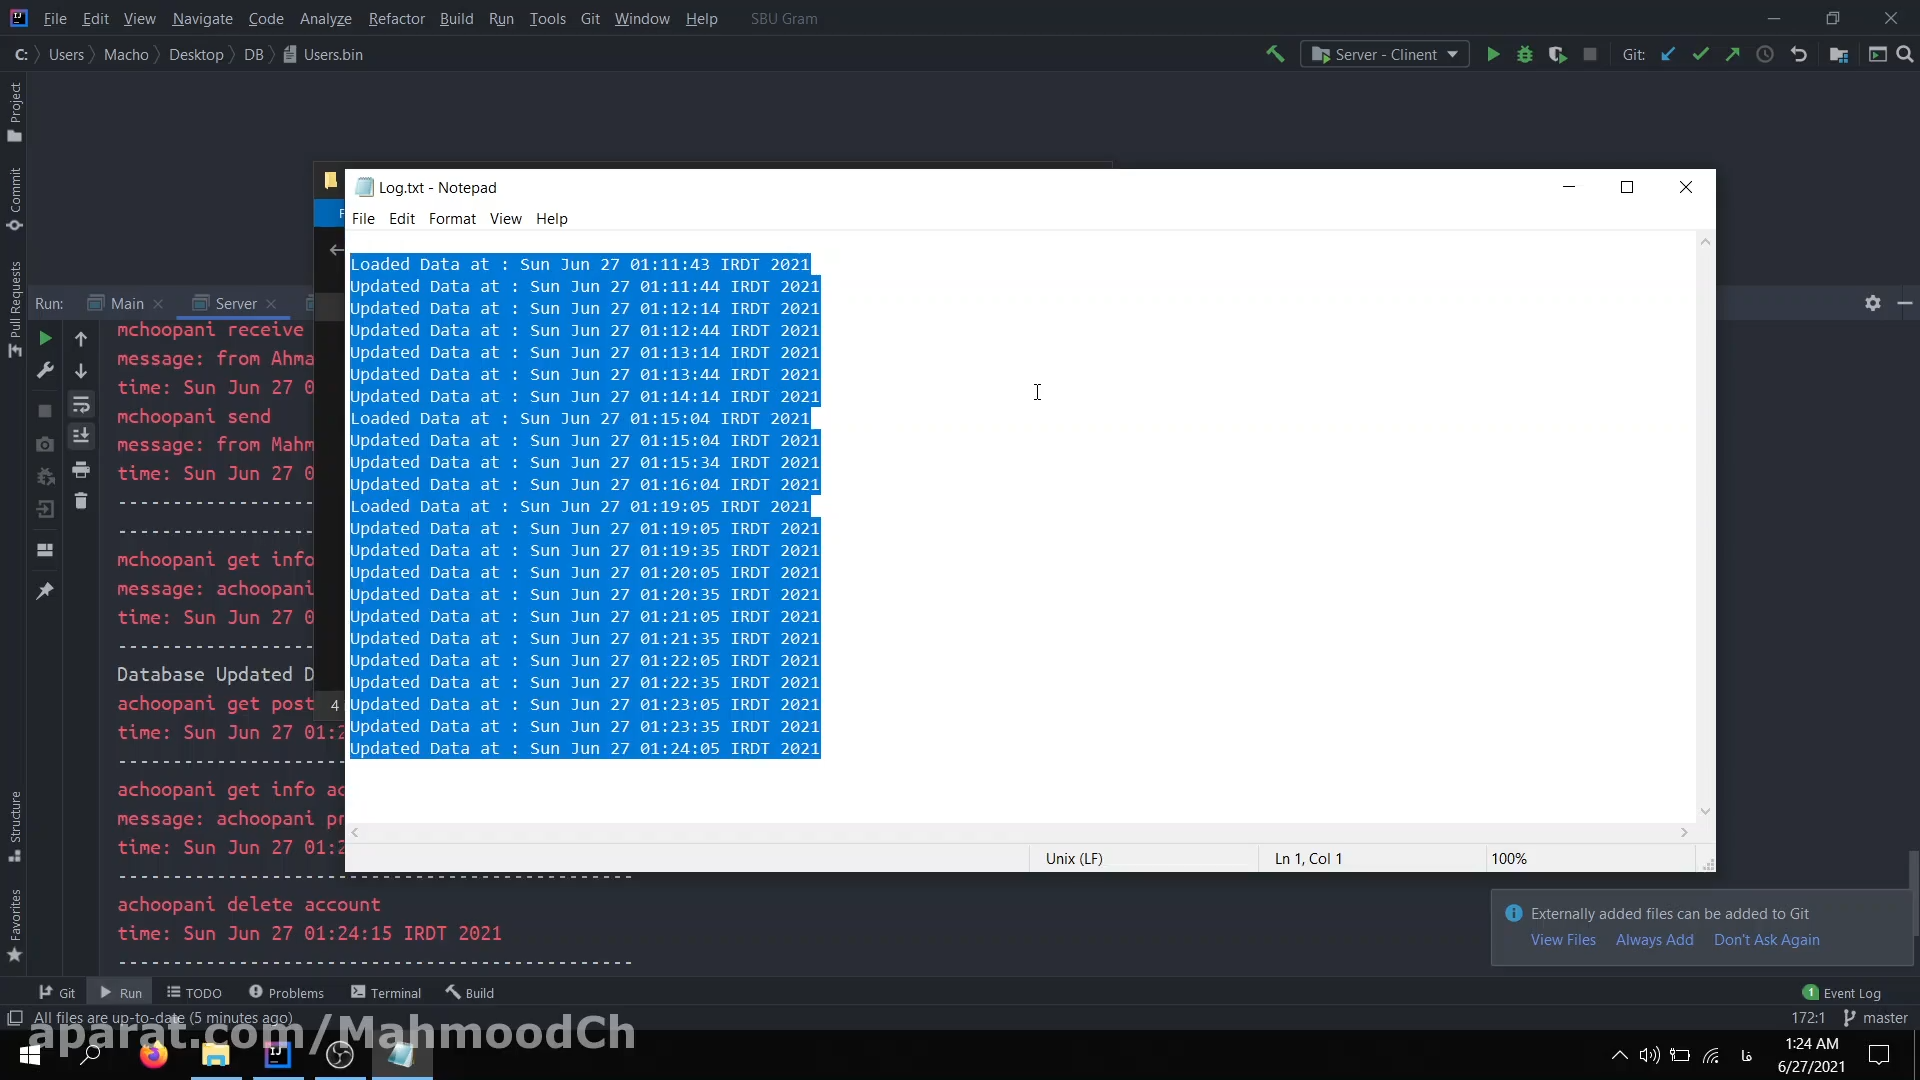 File Edit View Navigate Code Analyze Refactor Build Run Tools Git Window Help SBU Gram
C: Users Macho Desktop DB Users.bin Server - Clinent Git:
Project
Commit
Pull Requests
Log.txt - Notepad
File Edit Format View Help
Loaded Data at : Sun Jun 27 01:11:43 IRDT 2021
Updated Data at : Sun Jun 27 01:11:44 IRDT 2021
Updated Data at : Sun Jun 27 01:12:14 IRDT 2021
Updated Data at : Sun Jun 27 01:12:44 IRDT 2021
Updated Data at : Sun Jun 27 01:13:14 IRDT 2021
Updated Data at : Sun Jun 27 01:13:44 IRDT 2021
Updated Data at : Sun Jun 27 01:14:14 IRDT 2021
Loaded Data at : Sun Jun 27 01:15:04 IRDT 2021
Updated Data at : Sun Jun 27 01:15:04 IRDT 2021
Updated Data at : Sun Jun 27 01:15:34 IRDT 2021
Updated Data at : Sun Jun 27 01:16:04 IRDT 2021
Loaded Data at : Sun Jun 27 01:19:05 IRDT 2021
Updated Data at : Sun Jun 27 01:19:05 IRDT 2021
Updated Data at : Sun Jun 27 01:19:35 IRDT 2021
Updated Data at : Sun Jun 27 01:20:05 IRDT 2021
Updated Data at : Sun Jun 27 01:20:35 IRDT 2021
Updated Data at : Sun Jun 27 01:21:05 IRDT 2021
Updated Data at : Sun Jun 27 01:21:35 IRDT 2021
Updated Data at : Sun Jun 27 01:22:05 IRDT 2021
Updated Data at : Sun Jun 27 01:22:35 IRDT 2021
Updated Data at : Sun Jun 27 01:23:05 IRDT 2021
Updated Data at : Sun Jun 27 01:23:35 IRDT 2021
Updated Data at : Sun Jun 27 01:24:05 IRDT 2021
Unix (LF) Ln 1, Col 1 100%
Run: Main Server
mchoopani receive
message: from Ahma
time: Sun Jun 27 0
mchoopani send
message: from Mahm
time: Sun Jun 27 0
mchoopani get info
message: achoopani
time: Sun Jun 27 0
Database Updated D
achoopani get post
time: Sun Jun 27 01:2
achoopani get info ac
message: achoopani pr
time: Sun Jun 27 01:2
achoopani delete account
time: Sun Jun 27 01:24:15 IRDT 2021
4
Structure
Favorites
Externally added files can be added to Git
View Files Always Add Don't Ask Again
Git Run TODO Problems Terminal Build 1 Event Log
All files are up-to-date (5 minutes ago) 172:1 master
aparat.com/MahmoodCh
فا 1:24 AM
6/27/2021